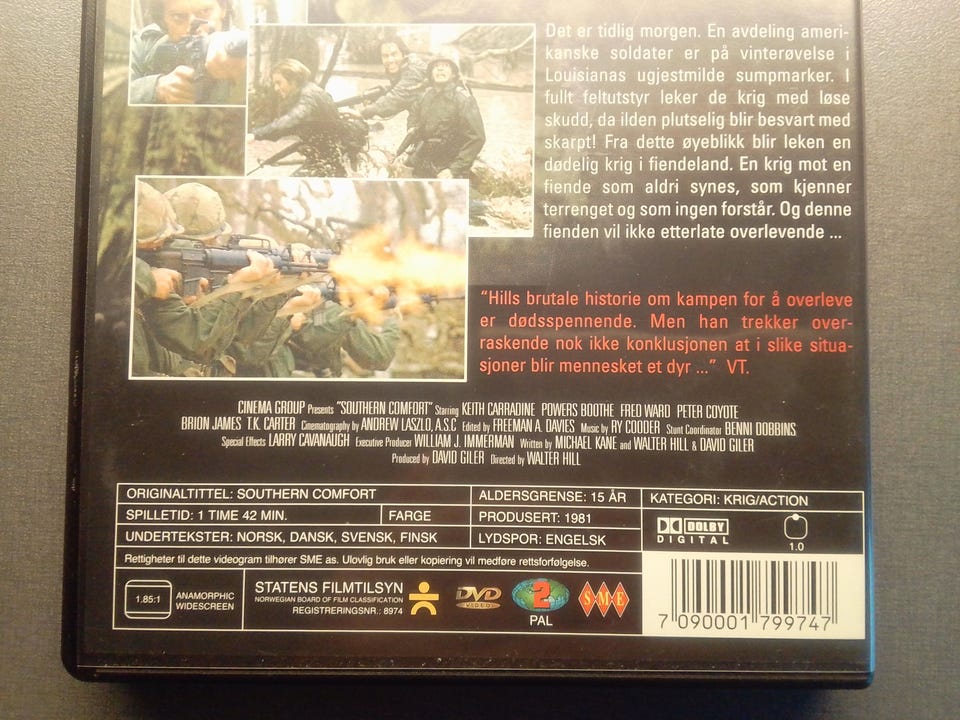 Det er tidlig morgen. En avdeling ameri-
kanske soldater er på vinterøvelse i
Louisianas ugjestmilde sumpmarker. I
fullt feltutstyr leker de krig med løse
skudd, da ilden plutselig blir besvart med
skarpt! Fra dette øyeblikk blir leken en
dødelig krig i fiendeland. En krig mot en
fiende som aldri synes, som kjenner
terrenget og som ingen forstår. Og denne
fienden vil ikke etterlate overlevende ...
"Hills brutale historie om kampen for å overleve
er dødsspennende. Men han trekker over-
raskende nok ikke konklusjonen at i slike situa-
sjoner blir mennesket et dyr ..." VT.
CINEMA GROUP Presents "SOUTHERN COMFORT" Starring KEITH CARRADINE POWERS BOOTHE FRED WARD PETER COYOTE
BRION JAMES T.K. CARTER Cinematography by ANDREW LASZLO, A.S.C Edited by FREEMAN A. DAVIES Music by RY COODER Stunt Coordinator BENNI DOBBINS
Special Effects LARRY CAVANAUGH Executive Producer WILLIAM J. IMMERMAN Written by MICHAEL KANE and WALTER HILL & DAVID GILER
Produced by DAVID GILER Directed by WALTER HILL
ORIGINALTITTEL: SOUTHERN COMFORT
ALDERSGRENSE: 15 ÅR
KATEGORI: KRIG/ACTION
SPILLETID: 1 TIME 42 MIN.
FARGE
PRODUSERT: 1981
UNDERTEKSTER: NORSK, DANSK, SVENSK, FINSK
LYDSPOR: ENGELSK
DOLBY
DIGITAL
1.0
Rettigheter til dette videogram tilhører SME as. Ulovlig bruk eller kopiering vil medføre rettsforfølgelse.
1.85:1
ANAMORPHIC
WIDESCREEN
STATENS FILMTILSYN
NORWEGIAN BOARD OF FILM CLASSIFICATION
REGISTRERINGSNR.: 8974
DVD
VIDEO
2
PAL
S·M·E
7 090001 799747